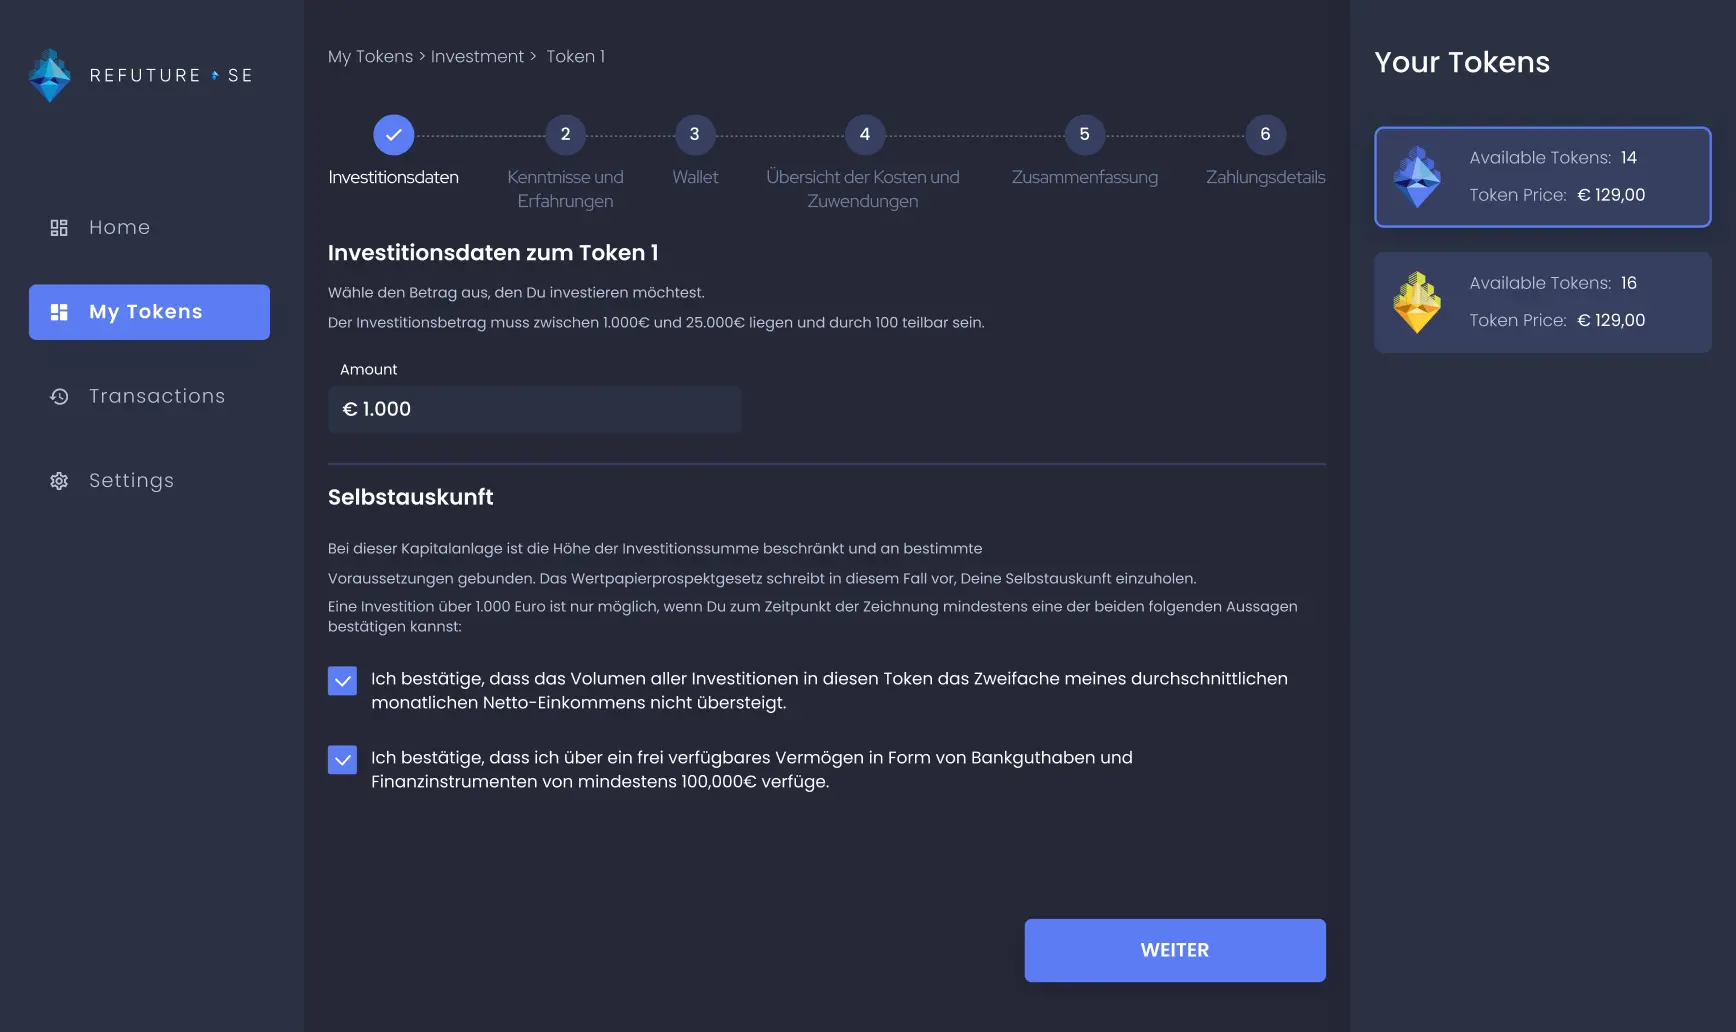 REFUTURE SE
Home
My Tokens
Transactions
Settings
My Tokens > Investment > Token 1
2
3
4
5
6
Investitionsdaten
Kenntnisse und
Erfahrungen
Wallet
Übersicht der Kosten und
Zuwendungen
Zusammenfassung
Zahlungsdetails
Investitionsdaten zum Token 1
Wähle den Betrag aus, den Du investieren möchtest.
Der Investitionsbetrag muss zwischen 1.000€ und 25.000€ liegen und durch 100 teilbar sein.
Amount
€ 1.000
Selbstauskunft
Bei dieser Kapitalanlage ist die Höhe der Investitionssumme beschränkt und an bestimmte
Voraussetzungen gebunden. Das Wertpapierprospektgesetz schreibt in diesem Fall vor, Deine Selbstauskunft einzuholen.
Eine Investition über 1.000 Euro ist nur möglich, wenn Du zum Zeitpunkt der Zeichnung mindestens eine der beiden folgenden Aussagen
bestätigen kannst:
Ich bestätige, dass das Volumen aller Investitionen in diesen Token das Zweifache meines durchschnittlichen
monatlichen Netto-Einkommens nicht übersteigt.
Ich bestätige, dass ich über ein frei verfügbares Vermögen in Form von Bankguthaben und
Finanzinstrumenten von mindestens 100,000€ verfüge.
WEITER
Your Tokens
Available Tokens: 14
Token Price: € 129,00
Available Tokens: 16
Token Price: € 129,00